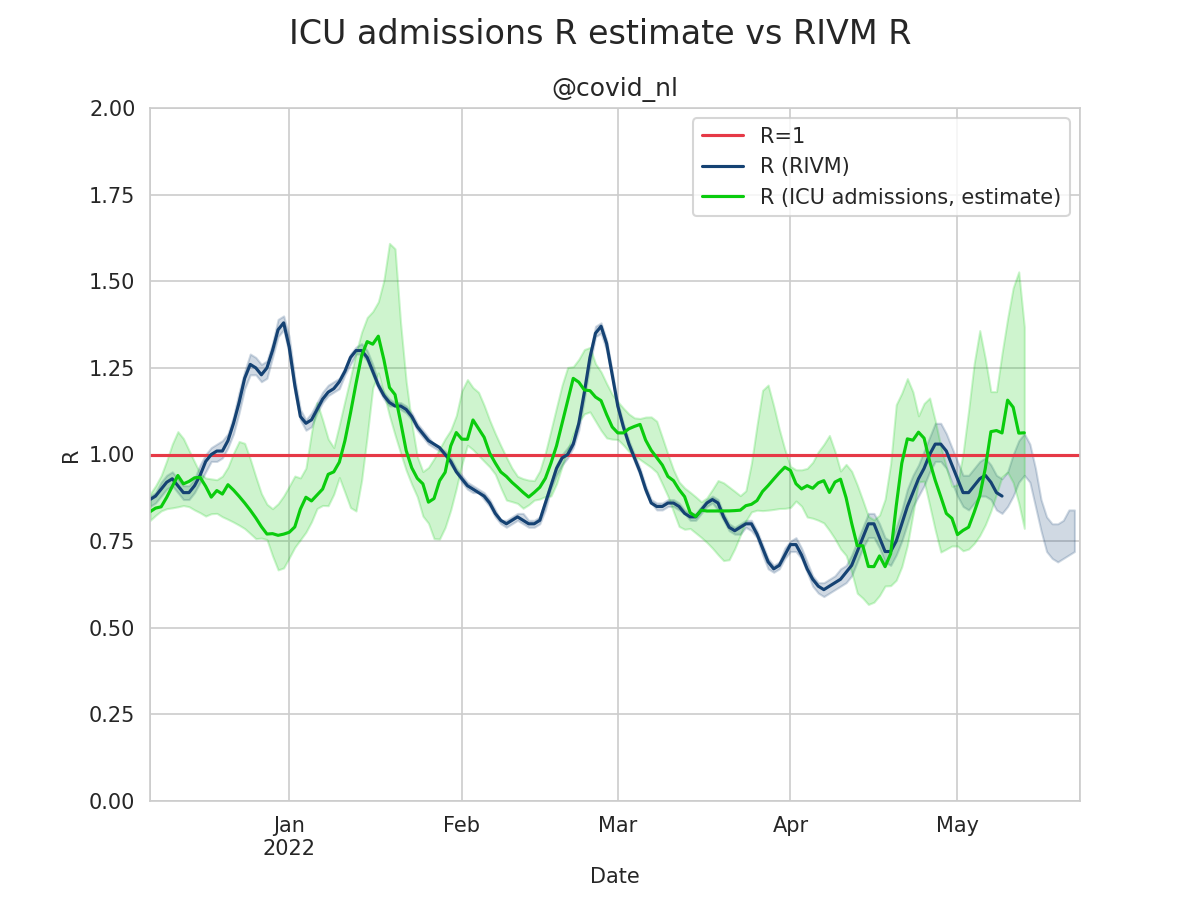 ICU admissions R estimate vs RIVM R
@covid_nl
R=1
R (RIVM)
R (ICU admissions, estimate)
2.00
1.75
1.50
1.25
1.00
0.75
0.50
0.25
0.00
R
Jan
2022
Feb
Mar
Apr
May
Date